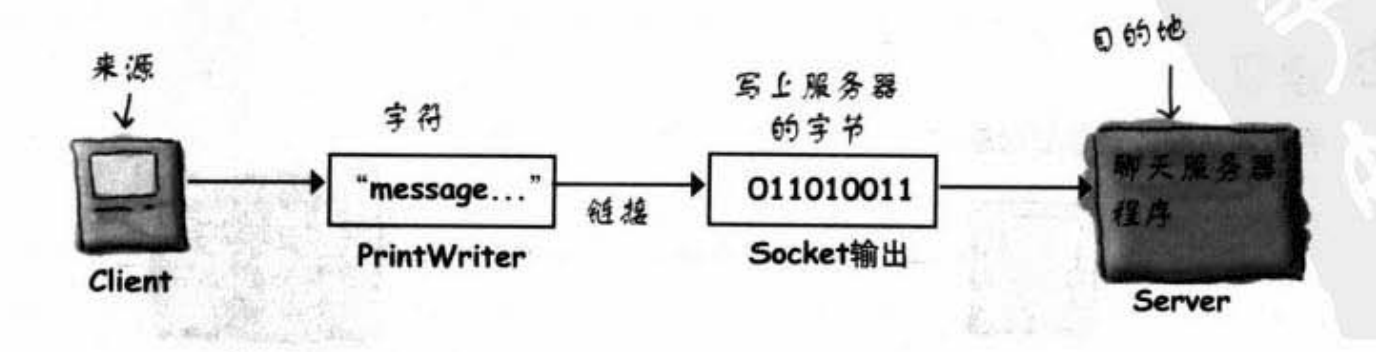 来源
Client
字符
"message..."
PrintWriter
链接
写上服务器
的字节
011010011
Socket输出
目的地
聊天服务器
程序
Server